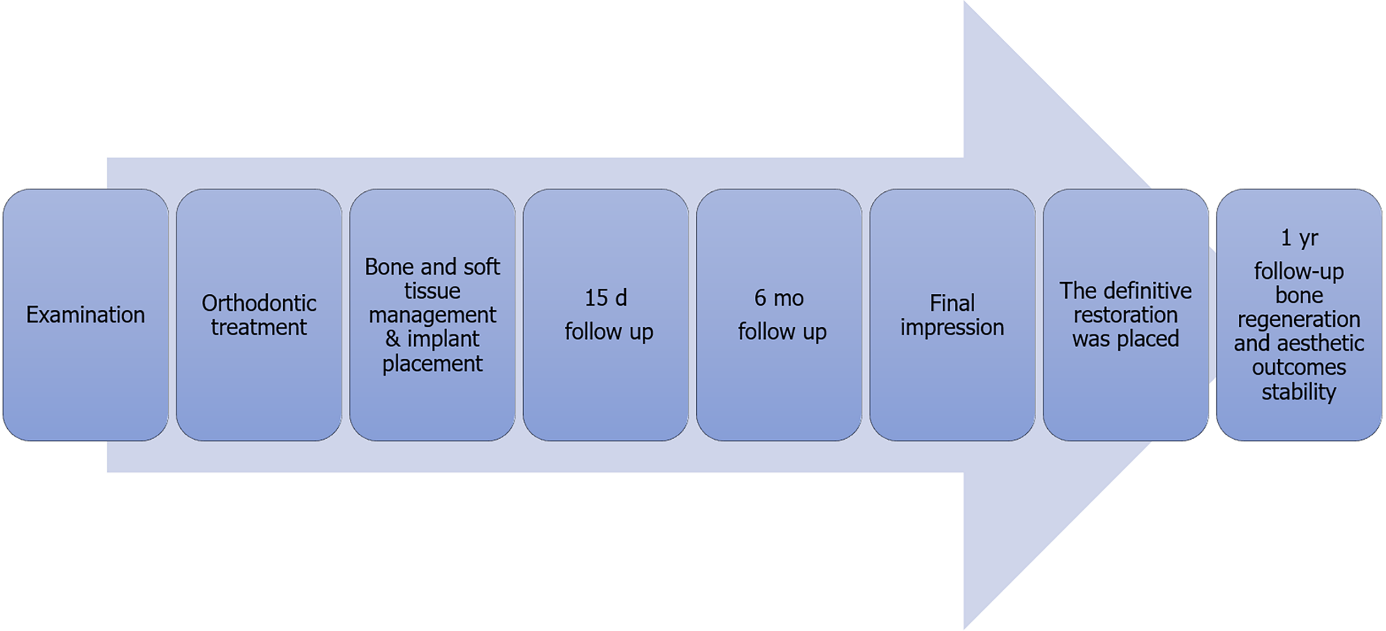 Examination
Orthodontic
treatment
Bone and soft
tissue
management
& implant
placement
15 d
follow up
6 mo
follow up
Final
impression
The definitive
restoration
was placed
1 yr
follow-up
bone
regeneration
and aesthetic
outcomes
stability